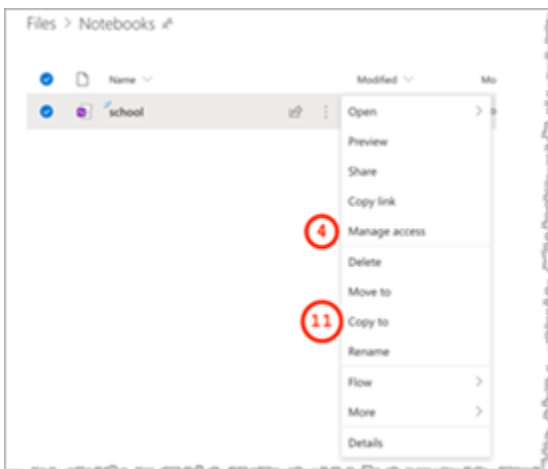 Files > Notebooks
Name Modified Mo
school
Open
Preview
Share
Copy link
4 Manage access
Delete
Move to
11 Copy to
Rename
Flow
More
Details